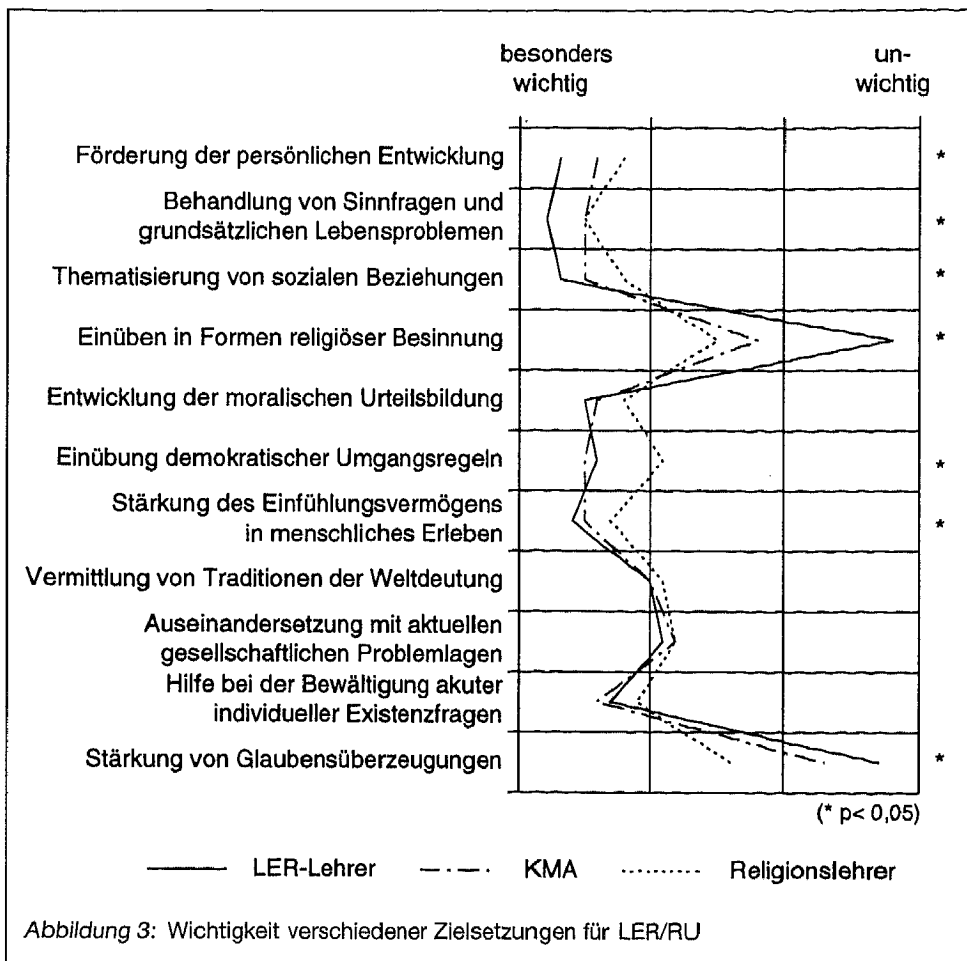 besonders wichtig
un-wichtig
Förderung der persönlichen Entwicklung *
Behandlung von Sinnfragen und
grundsätzlichen Lebensproblemen *
Thematisierung von sozialen Beziehungen *
Einüben in Formen religiöser Besinnung *
Entwicklung der moralischen Urteilsbildung
Einübung demokratischer Umgangsregeln *
Stärkung des Einfühlungsvermögens
in menschliches Erleben *
Vermittlung von Traditionen der Weltdeutung
Auseinandersetzung mit aktuellen
gesellschaftlichen Problemlagen
Hilfe bei der Bewältigung akuter
individueller Existenzfragen
Stärkung von Glaubensüberzeugungen *
(* p< 0,05)
LER-Lehrer KMA Religionslehrer
Abbildung 3: Wichtigkeit verschiedener Zielsetzungen für LER/RU